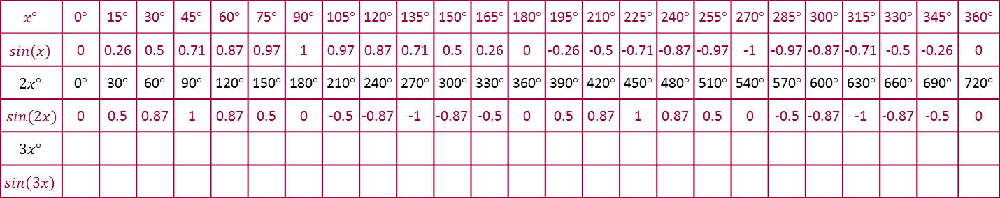 x° 0° 15° 30° 45° 60° 75° 90° 105° 120° 135° 150° 165° 180° 195° 210° 225° 240° 255° 270° 285° 300° 315° 330° 345° 360°
sin(x) 0 0.26 0.5 0.71 0.87 0.97 1 0.97 0.87 0.71 0.5 0.26 0 -0.26 -0.5 -0.71 -0.87 -0.97 -1 -0.97 -0.87 -0.71 -0.5 -0.26 0
2x° 0° 30° 60° 90° 120° 150° 180° 210° 240° 270° 300° 330° 360° 390° 420° 450° 480° 510° 540° 570° 600° 630° 660° 690° 720°
sin(2x) 0 0.5 0.87 1 0.87 0.5 0 -0.5 -0.87 -1 -0.87 -0.5 0 0.5 0.87 1 0.87 0.5 0 -0.5 -0.87 -1 -0.87 -0.5 0
3x°
sin(3x)